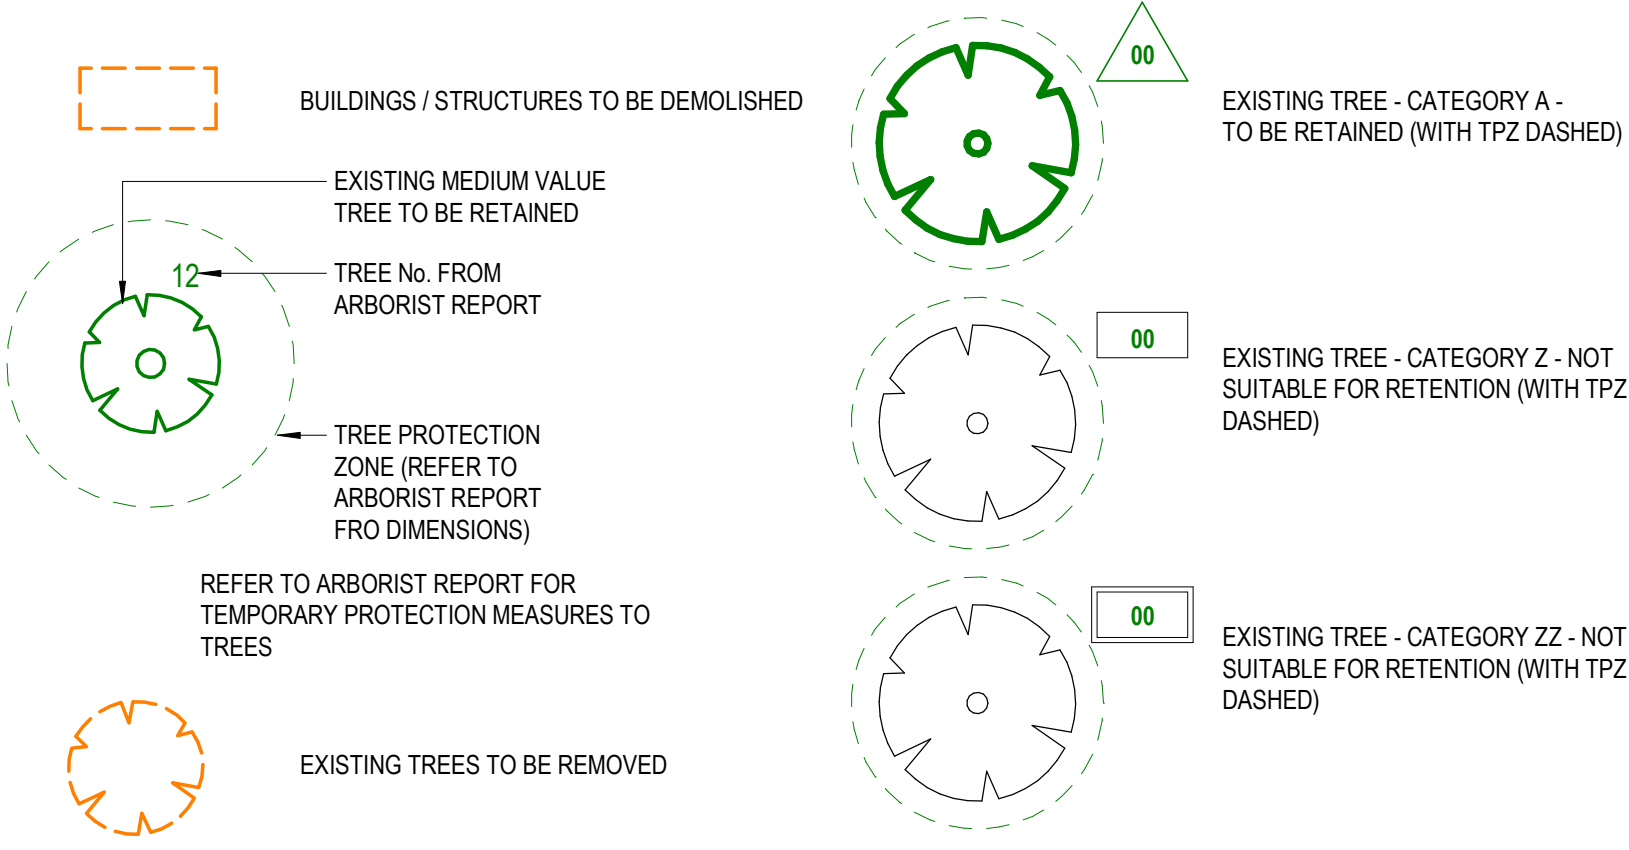 BUILDINGS / STRUCTURES TO BE DEMOLISHED
EXISTING MEDIUM VALUE
TREE TO BE RETAINED
12
TREE No. FROM
ARBORIST REPORT
TREE PROTECTION
ZONE (REFER TO
ARBORIST REPORT
FRO DIMENSIONS)
REFER TO ARBORIST REPORT FOR
TEMPORARY PROTECTION MEASURES TO
TREES
EXISTING TREES TO BE REMOVED
00
EXISTING TREE - CATEGORY A -
TO BE RETAINED (WITH TPZ DASHED)
00
EXISTING TREE - CATEGORY Z - NOT
SUITABLE FOR RETENTION (WITH TPZ
DASHED)
00
EXISTING TREE - CATEGORY ZZ - NOT
SUITABLE FOR RETENTION (WITH TPZ
DASHED)